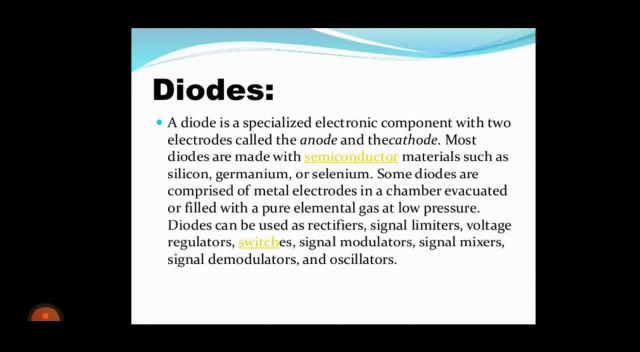 Diodes:
A diode is a specialized electronic component with two
electrodes called the anode and thecathode. Most
diodes are made with semiconductor materials such as
silicon, germanium, or selenium. Some diodes are
comprised of metal electrodes in a chamber evacuated
or filled with a pure elemental gas at low pressure.
Diodes can be used as rectifiers, signal limiters, voltage
regulators, switches, signal modulators, signal mixers,
signal demodulators, and oscillators.